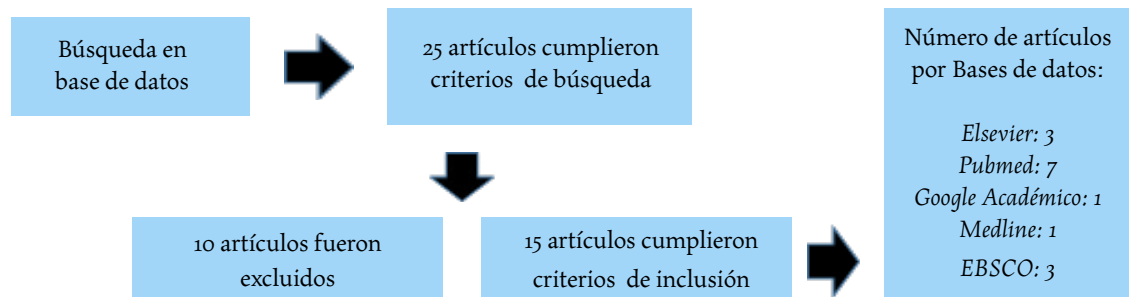 Búsqueda en
base de datos
25 artículos cumplieron
criterios de búsqueda
10 artículos fueron
excluidos
15 artículos cumplieron
criterios de inclusión
Número de artículos
por Bases de datos:
Elsevier: 3
Pubmed: 7
Google Académico: 1
Medline: 1
EBSCO: 3